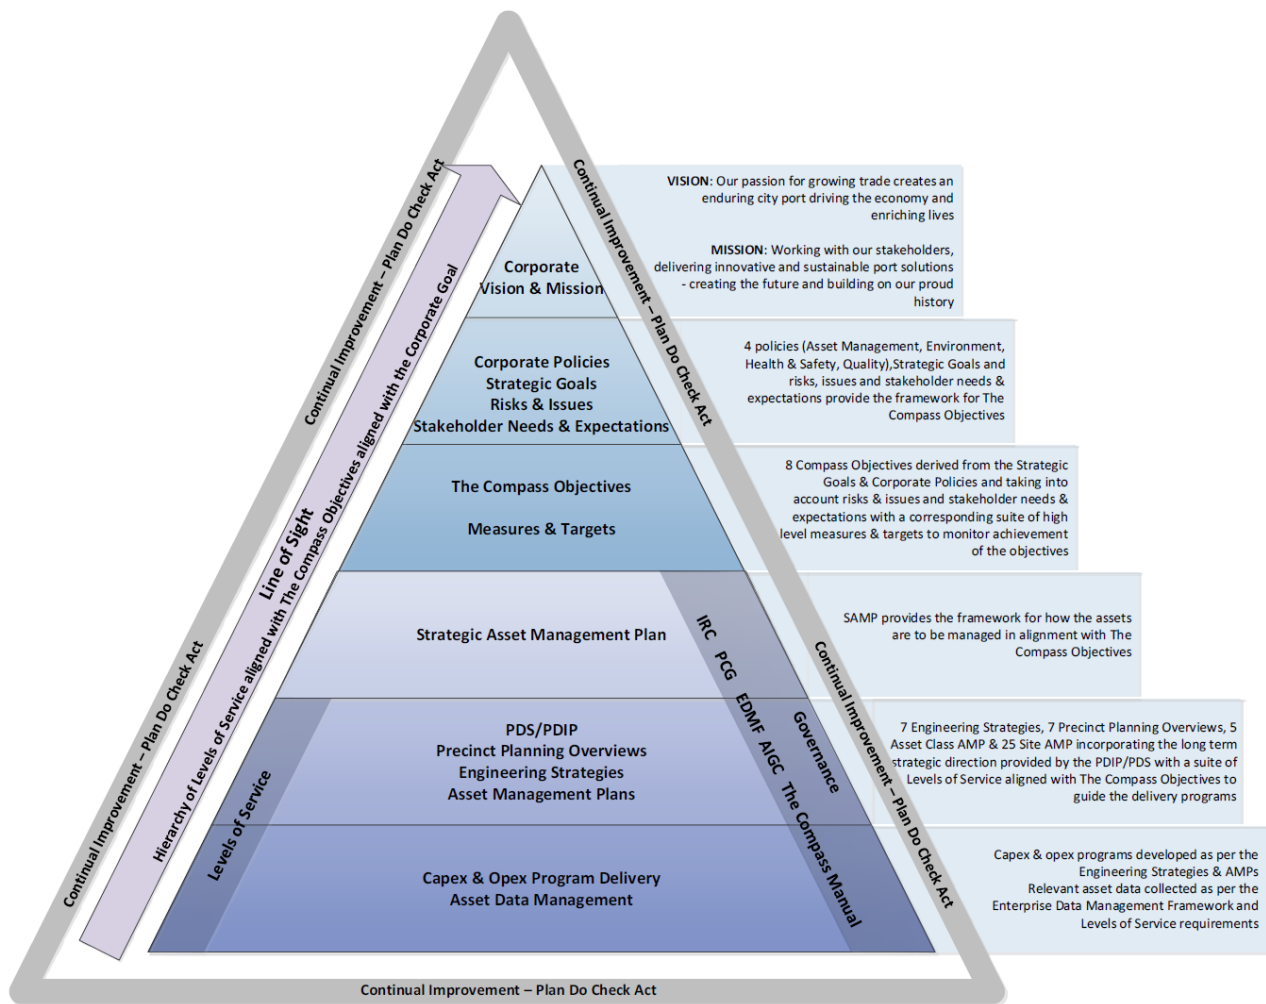 VISION: Our passion for growing trade creates an
enduring city port driving the economy and
enriching lives
MISSION: Working with our stakeholders,
delivering innovative and sustainable port solutions
- creating the future and building on our proud
history
Corporate
Vision & Mission
4 policies (Asset Management, Environment,
Health & Safety, Quality),Strategic Goals and
risks, issues and stakeholder needs &
expectations provide the framework for The
Compass Objectives
Corporate Policies
Strategic Goals
Risks & Issues
Stakeholder Needs & Expectations
8 Compass Objectives derived from the Strategic
Goals & Corporate Policies and taking into
account risks & issues and stakeholder needs &
expectations with a corresponding suite of high
level measures & targets to monitor achievement
of the objectives
The Compass Objectives
Measures & Targets
SAMP provides the framework for how the assets
are to be managed in alignment with The
Compass Objectives
Strategic Asset Management Plan
7 Engineering Strategies, 7 Precinct Planning Overviews, 5
Asset Class AMP & 25 Site AMP incorporating the long term
strategic direction provided by the PDIP/PDS with a suite of
Levels of Service aligned with The Compass Objectives to
guide the delivery programs
PDS/PDIP
Precinct Planning Overviews
Engineering Strategies
Asset Management Plans
Capex & opex programs developed as per the
Engineering Strategies & AMPs
Relevant asset data collected as per the
Enterprise Data Management Framework and
Levels of Service requirements
Capex & Opex Program Delivery
Asset Data Management
Levels of Service
Governance
IRC PCG EDMF AIGC The Compass Manual
Line of Sight
Hierarchy of Levels of Service aligned with The Compass Objectives aligned with the Corporate Goal
Continual Improvement – Plan Do Check Act
Continual Improvement – Plan Do Check Act
Continual Improvement – Plan Do Check Act
Continual Improvement – Plan Do Check Act
Continual Improvement – Plan Do Check Act